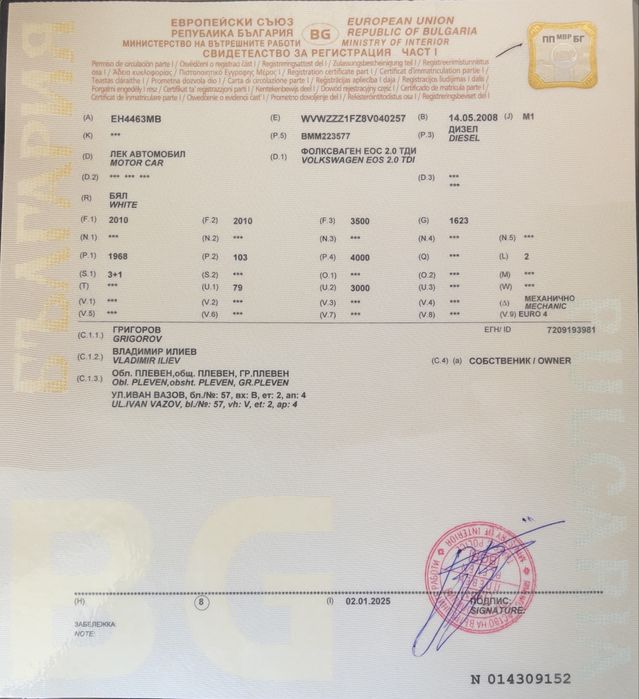 ЕВРОПЕЙСКИ СЪЮЗ EUROPEAN UNION
РЕПУБЛИКА БЪЛГАРИЯ BG REPUBLIC OF BULGARIA
МИНИСТЕРСТВО НА ВЪТРЕШНИТЕ РАБОТИ MINISTRY OF INTERIOR
СВИДЕТЕЛСТВО ЗА РЕГИСТРАЦИЯ ЧАСТ I
ПП МВР БГ
(A) EH4463MB (E) WVWZZZ1FZ8V040257 (B) 14.05.2008 (J) M1
(K) *** (P.5) BMM223577 (P.3) ДИЗЕЛ
DIESEL
(D) ЛЕК АВТОМОБИЛ (D.1) ФОЛКСВАГЕН ЕОС 2.0 ТДИ
MOTOR CAR VOLKSWAGEN EOS 2.0 TDI
(D.2) *** *** *** (D.3) ***
***
(R) БЯЛ
WHITE
(F.1) 2010 (F.2) 2010 (F.3) 3500 (G) 1623
(N.1) *** (N.2) *** (N.3) *** (N.4) *** (N.5) ***
(P.1) 1968 (P.2) 103 (P.4) 4000 (Q) *** (L) 2
(S.1) 3+1 (S.2) *** (O.1) *** (O.2) *** (M) ***
(T) *** (U.1) 79 (U.2) 3000 (U.3) *** (W) ***
(V.1) *** (V.2) *** (V.3) *** (V.4) *** (Δ) МЕХАНИЧНО
MECHANIC
(V.5) *** (V.6) *** (V.7) *** (V.8) *** (V.9) EURO 4
(C.1.1.) ГРИГОРОВ ЕГН/ ID 7209193981
GRIGOROV
(C.1.2.) ВЛАДИМИР ИЛИЕВ
VLADIMIR ILIEV (C.4) (a) СОБСТВЕНИК / OWNER
(C.1.3.) Обл. ПЛЕВЕН,общ. ПЛЕВЕН, ГР.ПЛЕВЕН
Obl. PLEVEN,obsht. PLEVEN, GR.PLEVEN
УЛ.ИВАН ВАЗОВ, бл./№: 57, вх: В, ет: 2, ап: 4
UL.IVAN VAZOV, bl./№: 57, vh: V, et: 2, ap: 4
(H) 8 (I) 02.01.2025 ПОДПИС:
SIGNATURE:
ЗАБЕЛЕЖКА:
NOTE:
N 014309152
БЪЛГАРИЯ
BULGARIA
BG